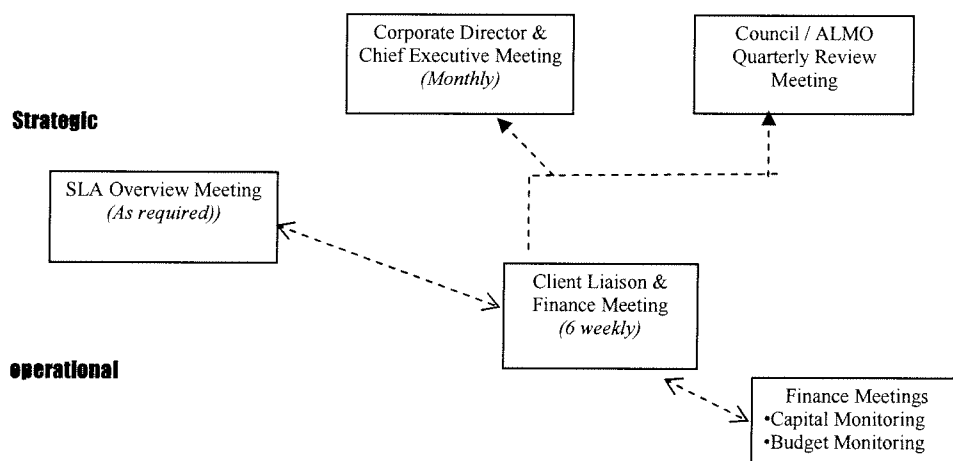 Corporate Director &
Chief Executive Meeting
(Monthly)
Council / ALMO
Quarterly Review
Meeting
Strategic
SLA Overview Meeting
(As required))
Client Liaison &
Finance Meeting
(6 weekly)
operational
Finance Meetings
•Capital Monitoring
•Budget Monitoring